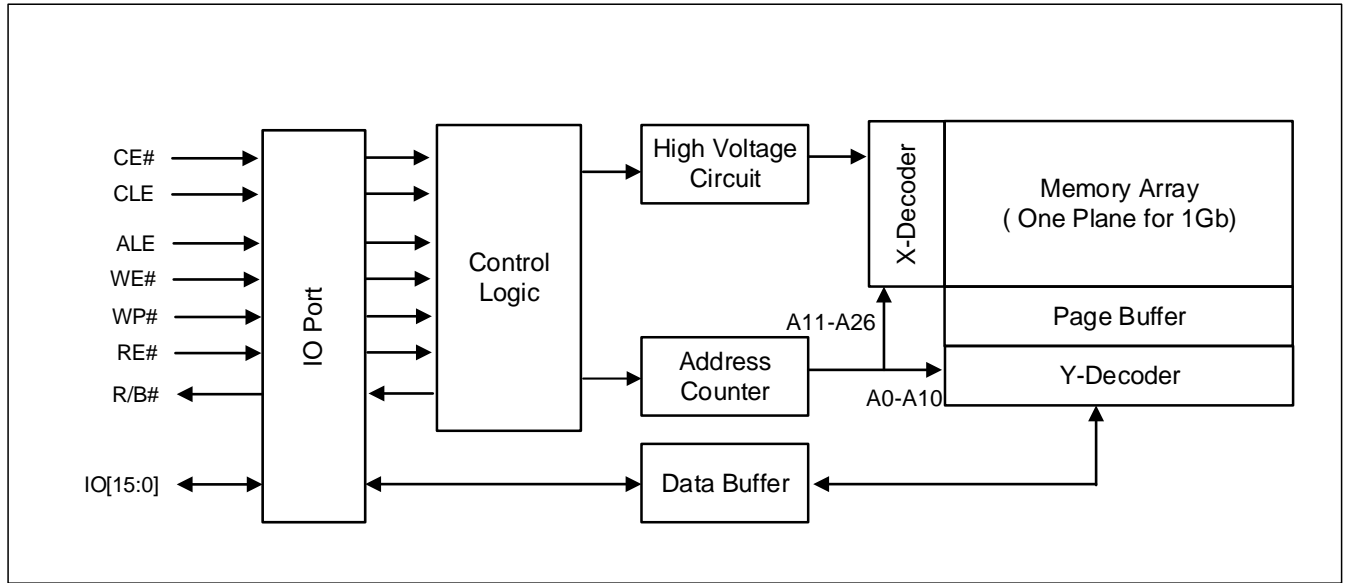 CE#
CLE
ALE
WE#
WP#
RE#
R/B#
IO[15:0]
IO Port
Control
Logic
High Voltage
Circuit
Address
Counter
Data Buffer
A11-A26
A0-A10
X-Decoder
Memory Array
( One Plane for 1Gb)
Page Buffer
Y-Decoder